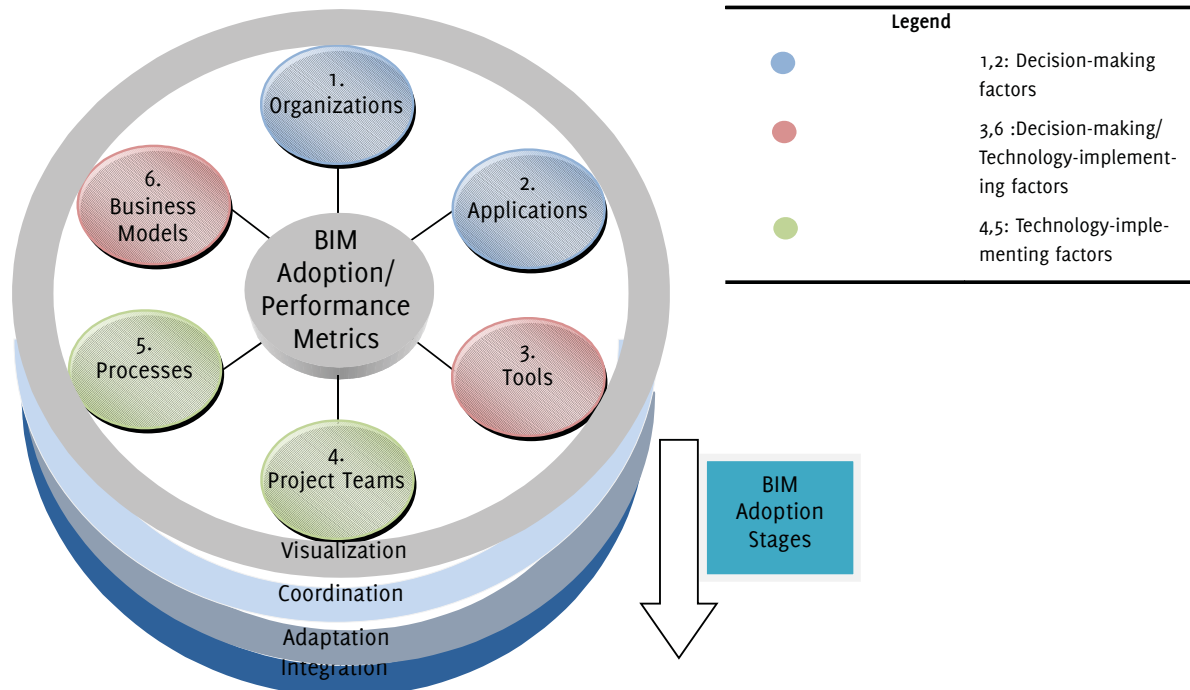 1.
Organizations
2.
Applications
3.
Tools
4.
Project Teams
5.
Processes
6.
Business
Models
BIM
Adoption/
Performance
Metrics
Visualization
Coordination
Adaptation
Integration
BIM
Adoption
Stages
Legend
1,2: Decision-making
factors
3,6 :Decision-making/
Technology-implement-
ing factors
4,5: Technology-imple-
menting factors